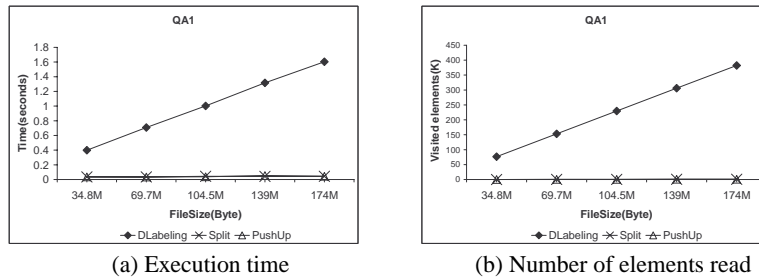 QA1
Time(seconds)
1.8
1.6
1.4
1.2
1
0.8
0.6
0.4
0.2
0
34.8M 69.7M 104.5M 139M 174M
FileSize(Byte)
DLabeling Split PushUp
(a) Execution time
QA1
Visited elements(K)
450
400
350
300
250
200
150
100
50
0
34.8M 69.7M 104.5M 139M 174M
FileSize(Byte)
DLabeling Split PushUp
(b) Number of elements read